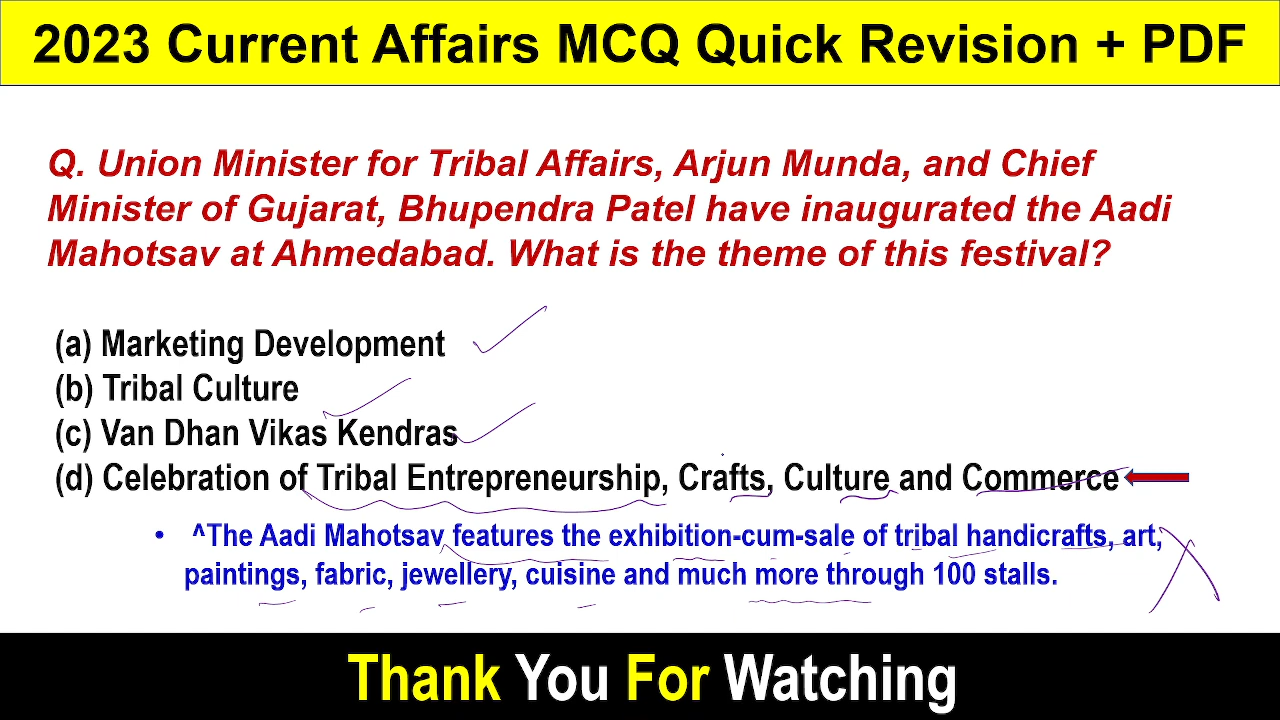 2023 Current Affairs MCQ Quick Revision + PDF
Q. Union Minister for Tribal Affairs, Arjun Munda, and Chief
Minister of Gujarat, Bhupendra Patel have inaugurated the Aadi
Mahotsav at Ahmedabad. What is the theme of this festival?
(a) Marketing Development
(b) Tribal Culture
(c) Van Dhan Vikas Kendras
(d) Celebration of Tribal Entrepreneurship, Crafts, Culture and Commerce
• ^The Aadi Mahotsav features the exhibition-cum-sale of tribal handicrafts, art,
paintings, fabric, jewellery, cuisine and much more through 100 stalls.
Thank You For Watching